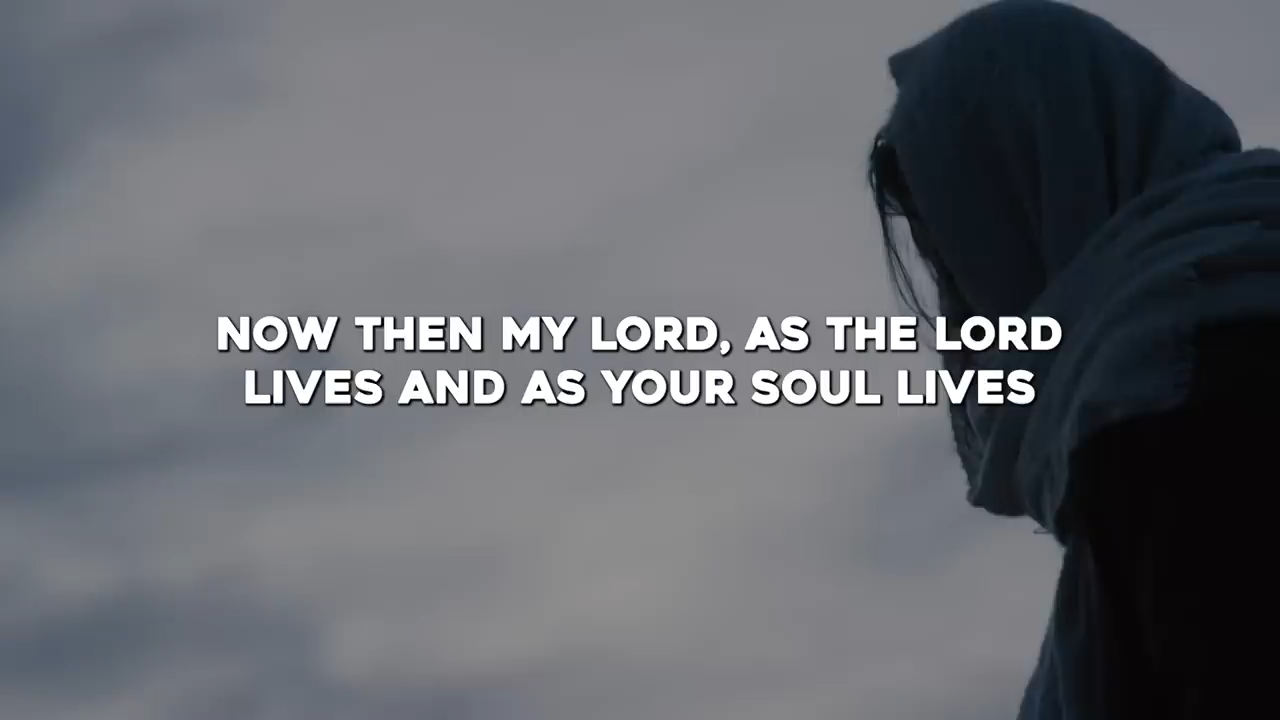 NOW THEN MY LORD, AS THE LORD
LIVES AND AS YOUR SOUL LIVES